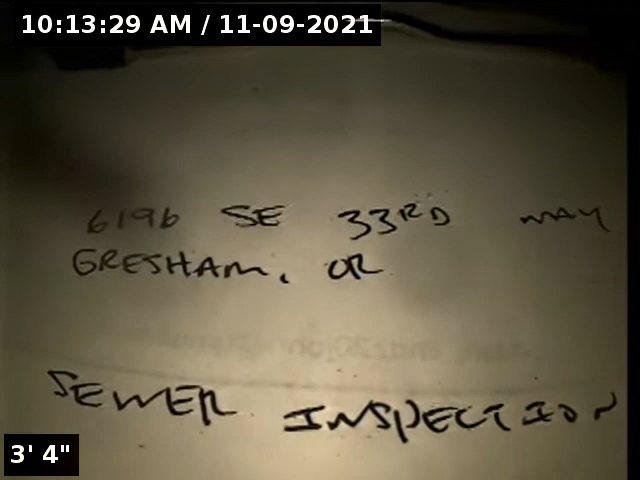 10:13:29 AM / 11-09-2021
6196 SE 33RD WAY
GRESHAM, OR
SEWER INSPECTION
3' 4"